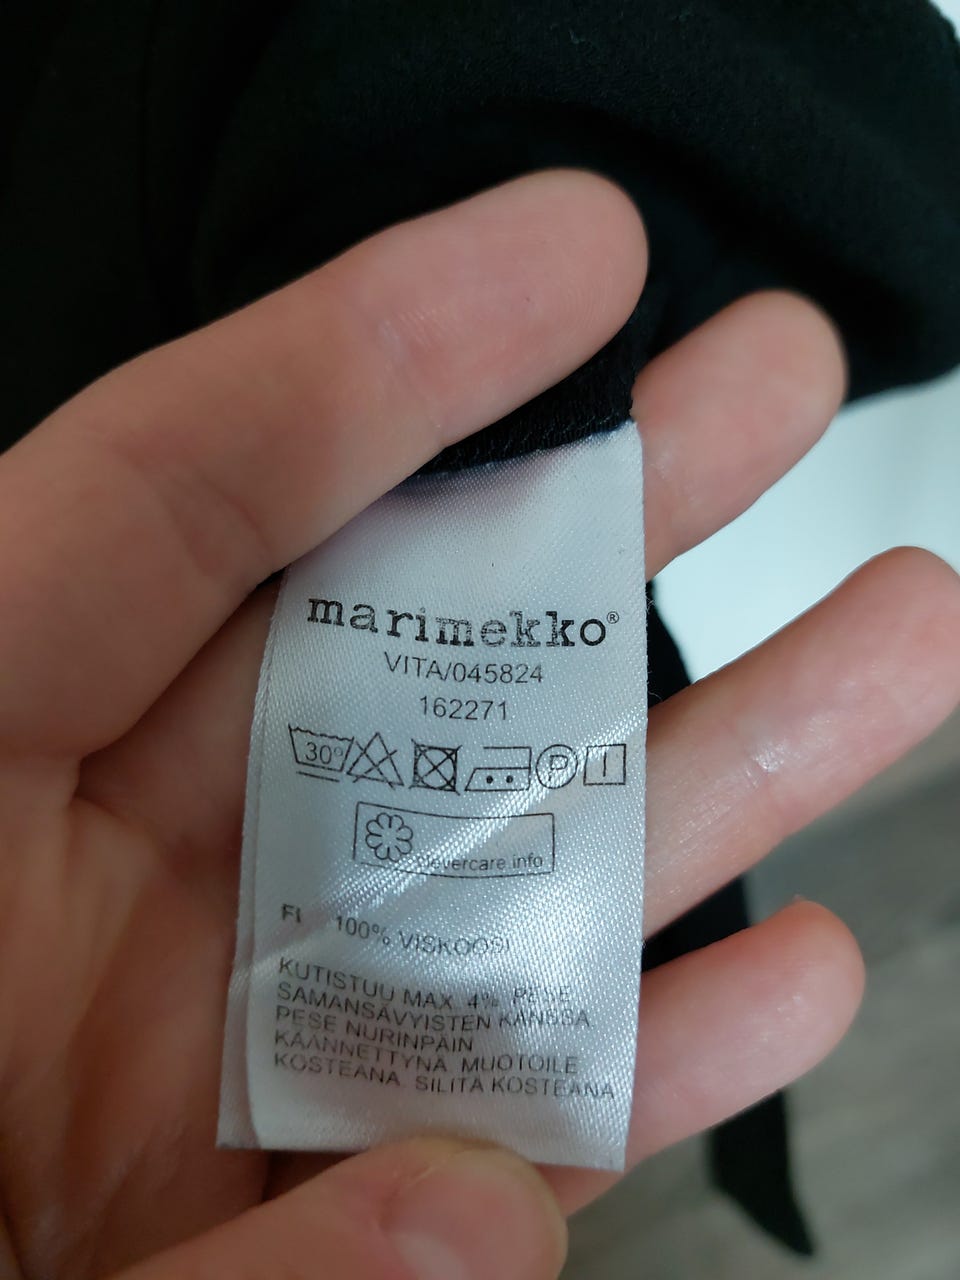 marimekko®
VITA/045824
162271
30° P
clevercare.info
FI 100% VISKOOSI
KUTISTUU MAX. 4% PESE
SAMANSÄVYISTEN KANSSA
PESE NURINPÄIN
KÄÄNNETTYNÄ. MUOTOILE
KOSTEANA. SILITÄ KOSTEANA